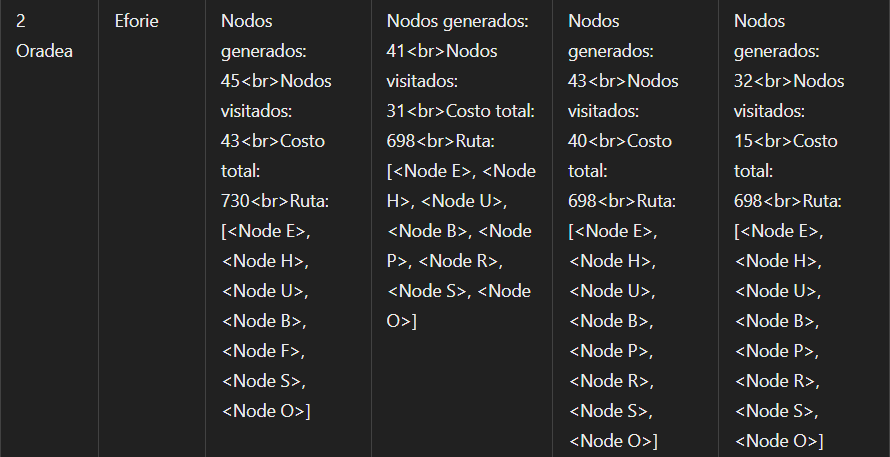 2
Oradea
Eforie
Nodos
generados:
45<br>Nodos
visitados:
43<br>Costo
total:
730<br>Ruta:
[<Node E>,
<Node H>,
<Node U>,
<Node B>,
<Node F>,
<Node S>,
<Node O>]
Nodos generados:
41<br>Nodos
visitados:
31<br>Costo total:
698<br>Ruta:
[<Node E>, <Node
H>, <Node U>,
<Node B>, <Node
P>, <Node R>,
<Node S>, <Node
O>]
Nodos
generados:
43<br>Nodos
visitados:
40<br>Costo
total:
698<br>Ruta:
[<Node E>,
<Node H>,
<Node U>,
<Node B>,
<Node P>,
<Node R>,
<Node S>,
<Node O>]
Nodos
generados:
32<br>Nodos
visitados:
15<br>Costo
total:
698<br>Ruta:
[<Node E>,
<Node H>,
<Node U>,
<Node B>,
<Node P>,
<Node R>,
<Node S>,
<Node O>]